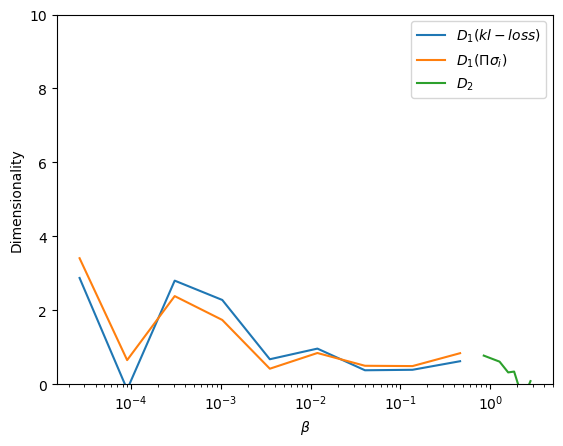 10
8
6
4
2
0
Dimensionality
10⁻⁴
10⁻³
10⁻²
10⁻¹
10⁰
β
D₁(kl − loss)
D₁(Πσᵢ)
D₂